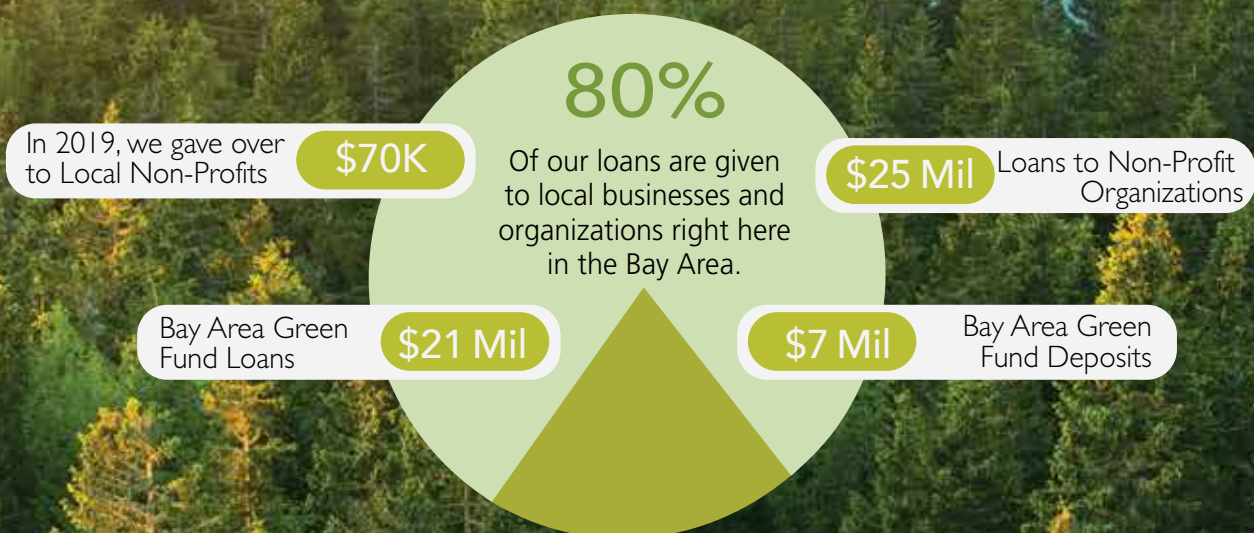 80%
Of our loans are given
to local businesses and
organizations right here
in the Bay Area.
In 2019, we gave over
to Local Non-Profits
$70K
$25 Mil
Loans to Non-Profit
Organizations
Bay Area Green
Fund Loans
$21 Mil
$7 Mil
Bay Area Green
Fund Deposits